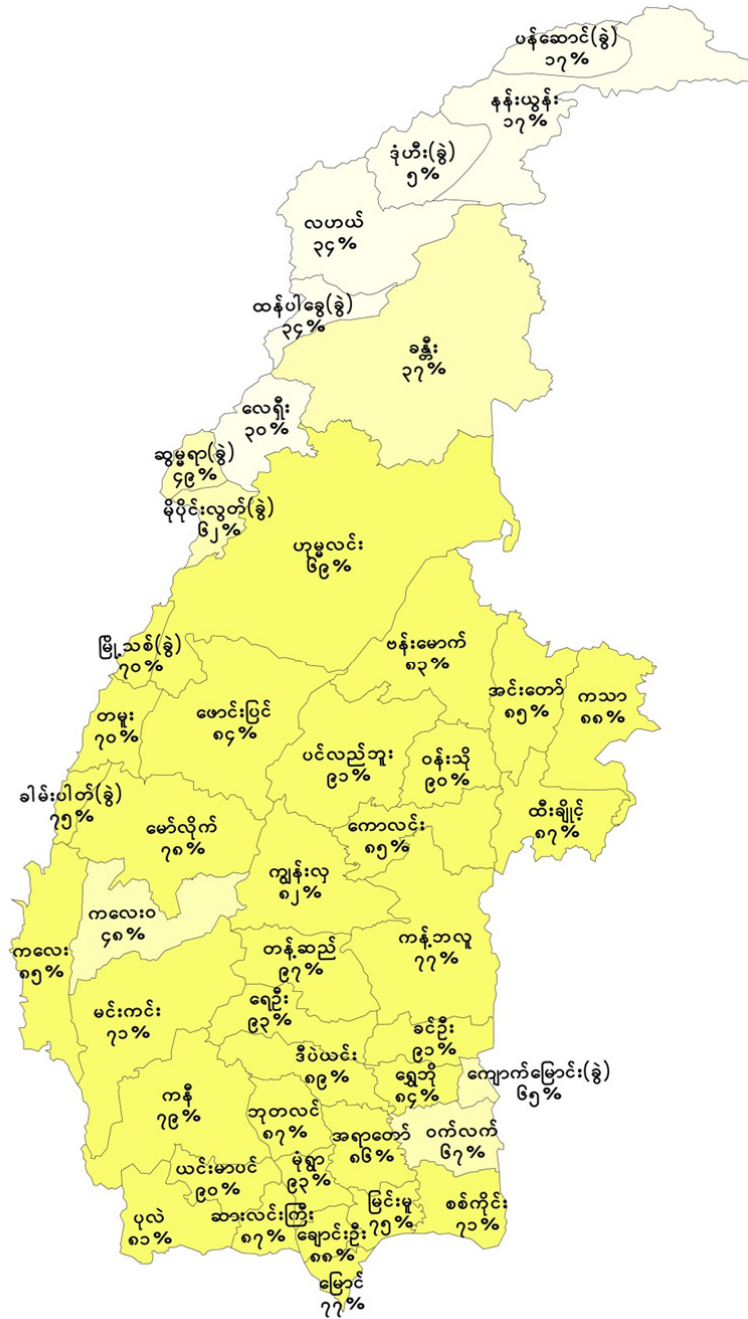 ပန်ဆောင်(ခွဲ)
၁၇%
နန်းယွန်း
၁၇%
ဒုံဟီး(ခွဲ)
၅%
လဟယ်
၃၄%
ထန်ပါခွေ(ခွဲ)
၃၄%
ခန္တီး
၃၇%
လေရှီး
၃၀%
ဆွမ္မရာ(ခွဲ)
၄၉%
မိုပိုင်းလွတ်(ခွဲ)
၆၂%
ဟုမ္မလင်း
၆၉%
မြို့သစ်(ခွဲ)
၇၀%
ဗန်းမောက်
၈၃%
အင်းတော်
၈၅%
ကသာ
၈၈%
တမူး
၇၀%
ဖောင်းပြင်
၈၄%
ပင်လည်ဘူး
၉၁%
ဝန်းသို
၉၀%
ခါမ်းပါတ်(ခွဲ)
၇၅%
မော်လိုက်
၇၈%
ကောလင်း
၈၅%
ထီးချိုင့်
၈၇%
ကျွန်းလှ
၈၂%
ကလေးဝ
၄၈%
ကလေး
၈၅%
တန့်ဆည်
၉၇%
ကန့်ဘလူ
၇၇%
မင်းကင်း
၇၁%
ရေဦး
၉၃%
ခင်ဦး
၉၁%
ဒီပဲယင်း
၈၉%
ရွှေဘို
၈၄%
ကျောက်မြောင်း(ခွဲ)
၆၅%
ကနီ
၇၉%
ဘုတလင်
၈၇%
အရာတော်
၈၆%
ဝက်လက်
၆၇%
ယင်းမာပင်
၉၀%
မုံရွာ
၉၃%
ပုလဲ
၈၁%
ဆားလင်းကြီး
၈၇%
ချောင်းဦး
၈၈%
မြင်းမူ
၇၅%
စစ်ကိုင်း
၇၁%
မြောင်
၇၇%